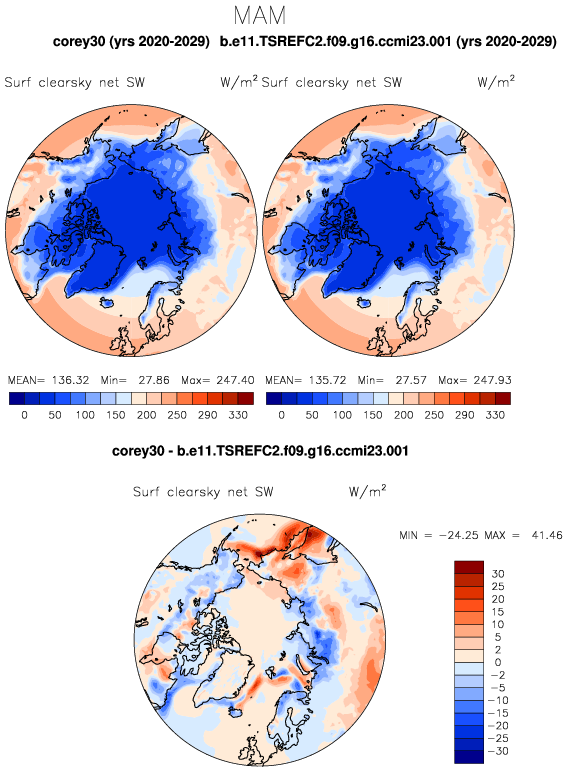 MAM
corey30 (yrs 2020-2029) b.e11.TSREFC2.f09.g16.ccmi23.001 (yrs 2020-2029)
Surf clearsky net SW W/m² Surf clearsky net SW W/m²
MEAN= 136.32 Min= 27.86 Max= 247.40 MEAN= 135.72 Min= 27.57 Max= 247.93
0 50 100 150 200 250 290 330 0 50 100 150 200 250 290 330
corey30 - b.e11.TSREFC2.f09.g16.ccmi23.001
Surf clearsky net SW W/m²
MIN = -24.25 MAX = 41.46
30
25
20
15
10
5
2
0
-2
-5
-10
-15
-20
-25
-30